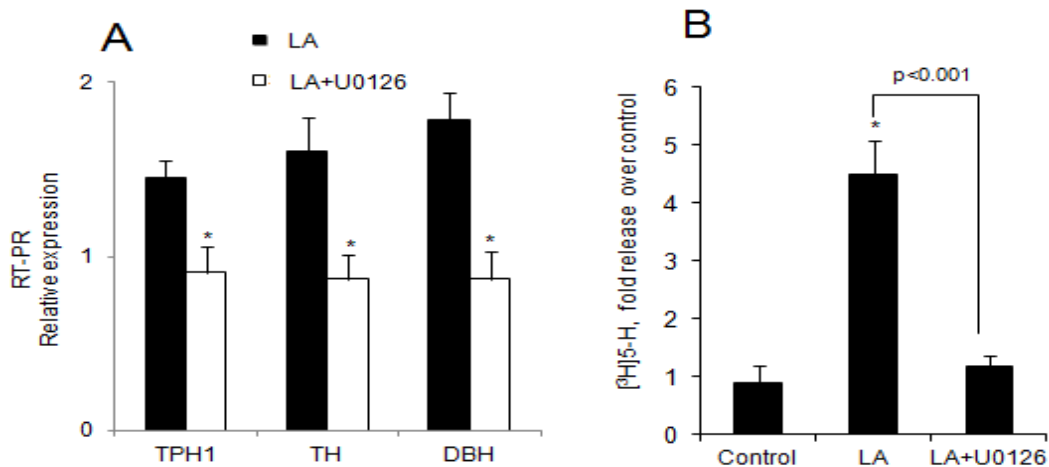 A
LA
LA+U0126
2
1
0
RT-PR
Relative expression
*
*
*
TPH1
TH
DBH
B
p<0.001
*
6
5
4
3
2
1
0
[³H]5-H, fold release over control
Control
LA
LA+U0126